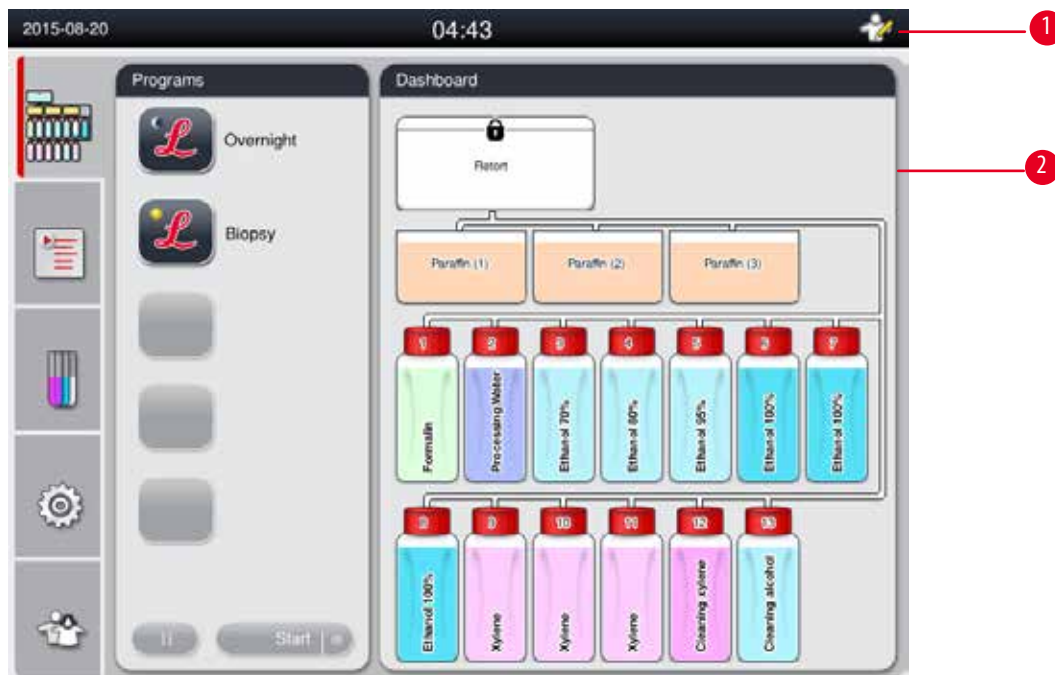 2015-08-20 04:43
1
Programs
Dashboard
Overnight
Biopsy
Start
Retort
2
Paraffin (1) Paraffin (2) Paraffin (3)
1 2 3 4 5 6 7
Formalin
Processing Water
Ethanol 70%
Ethanol 80%
Ethanol 95%
Ethanol 100%
Ethanol 100%
8 9 10 11 12 13
Ethanol 100%
Xylene
Xylene
Xylene
Cleaning xylene
Cleaning alcohol